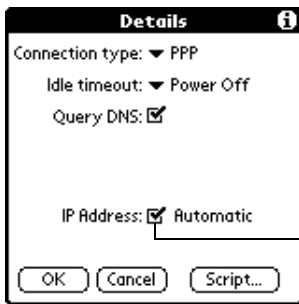 Details
Connection type: PPP
Idle timeout: Power Off
Query DNS:
IP Address: Automatic
OK Cancel Script...